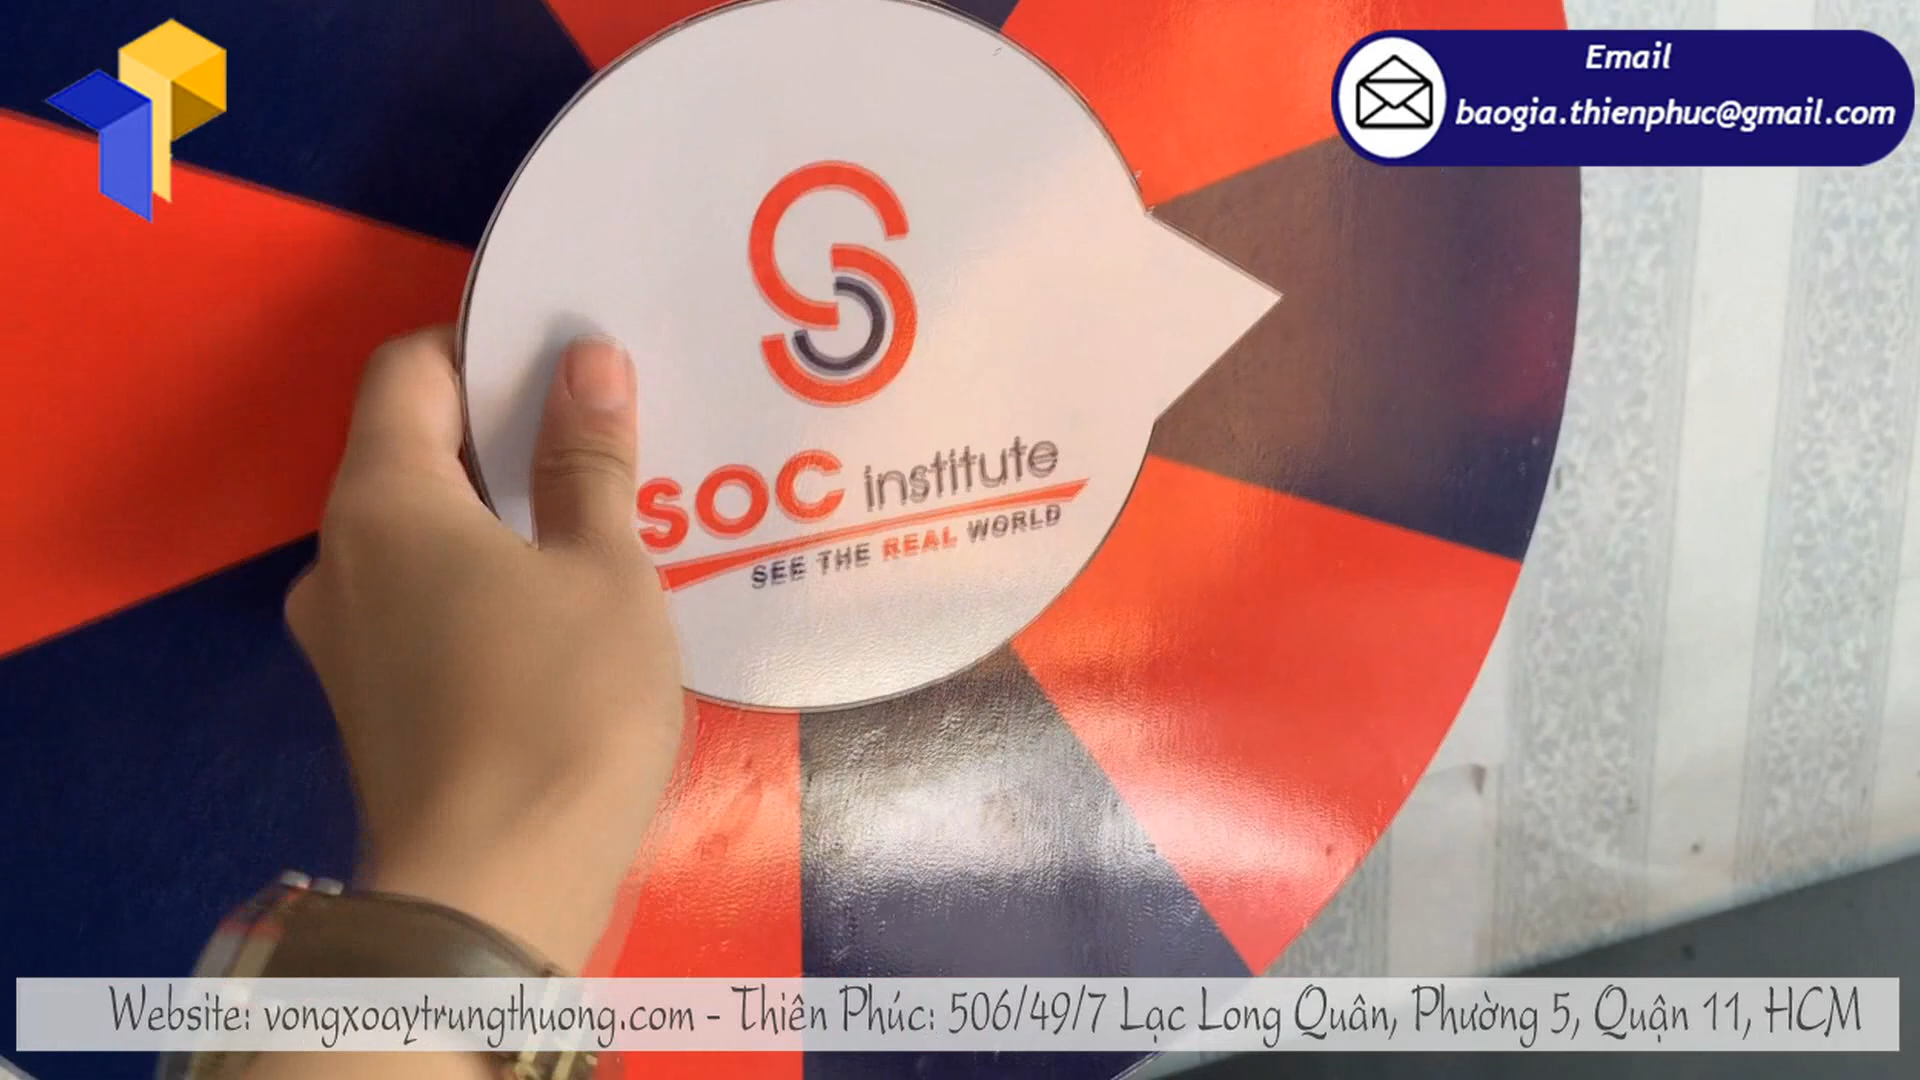 Email
baogia.thienphuc@gmail.com
SOC institute
SEE THE REAL WORLD
Website: vongxoaytrungthuong.com - Thiên Phúc: 506/49/7 Lạc Long Quân, Phường 5, Quận 11, HCM